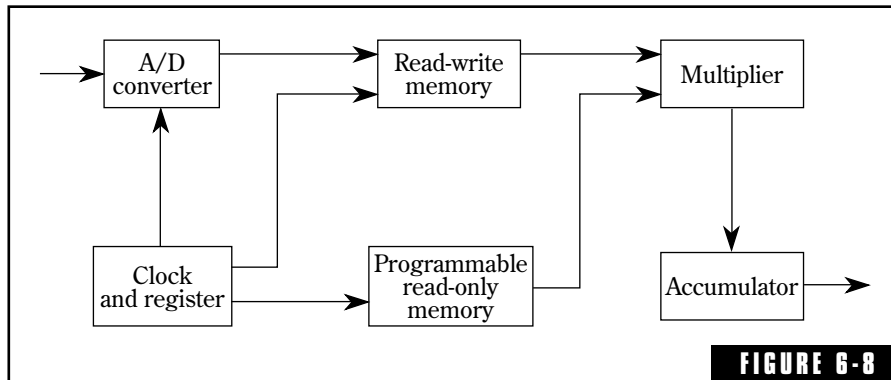 A/D
converter
Read-write
memory
Multiplier
Clock
and register
Programmable
read-only
memory
Accumulator
FIGURE 6-8